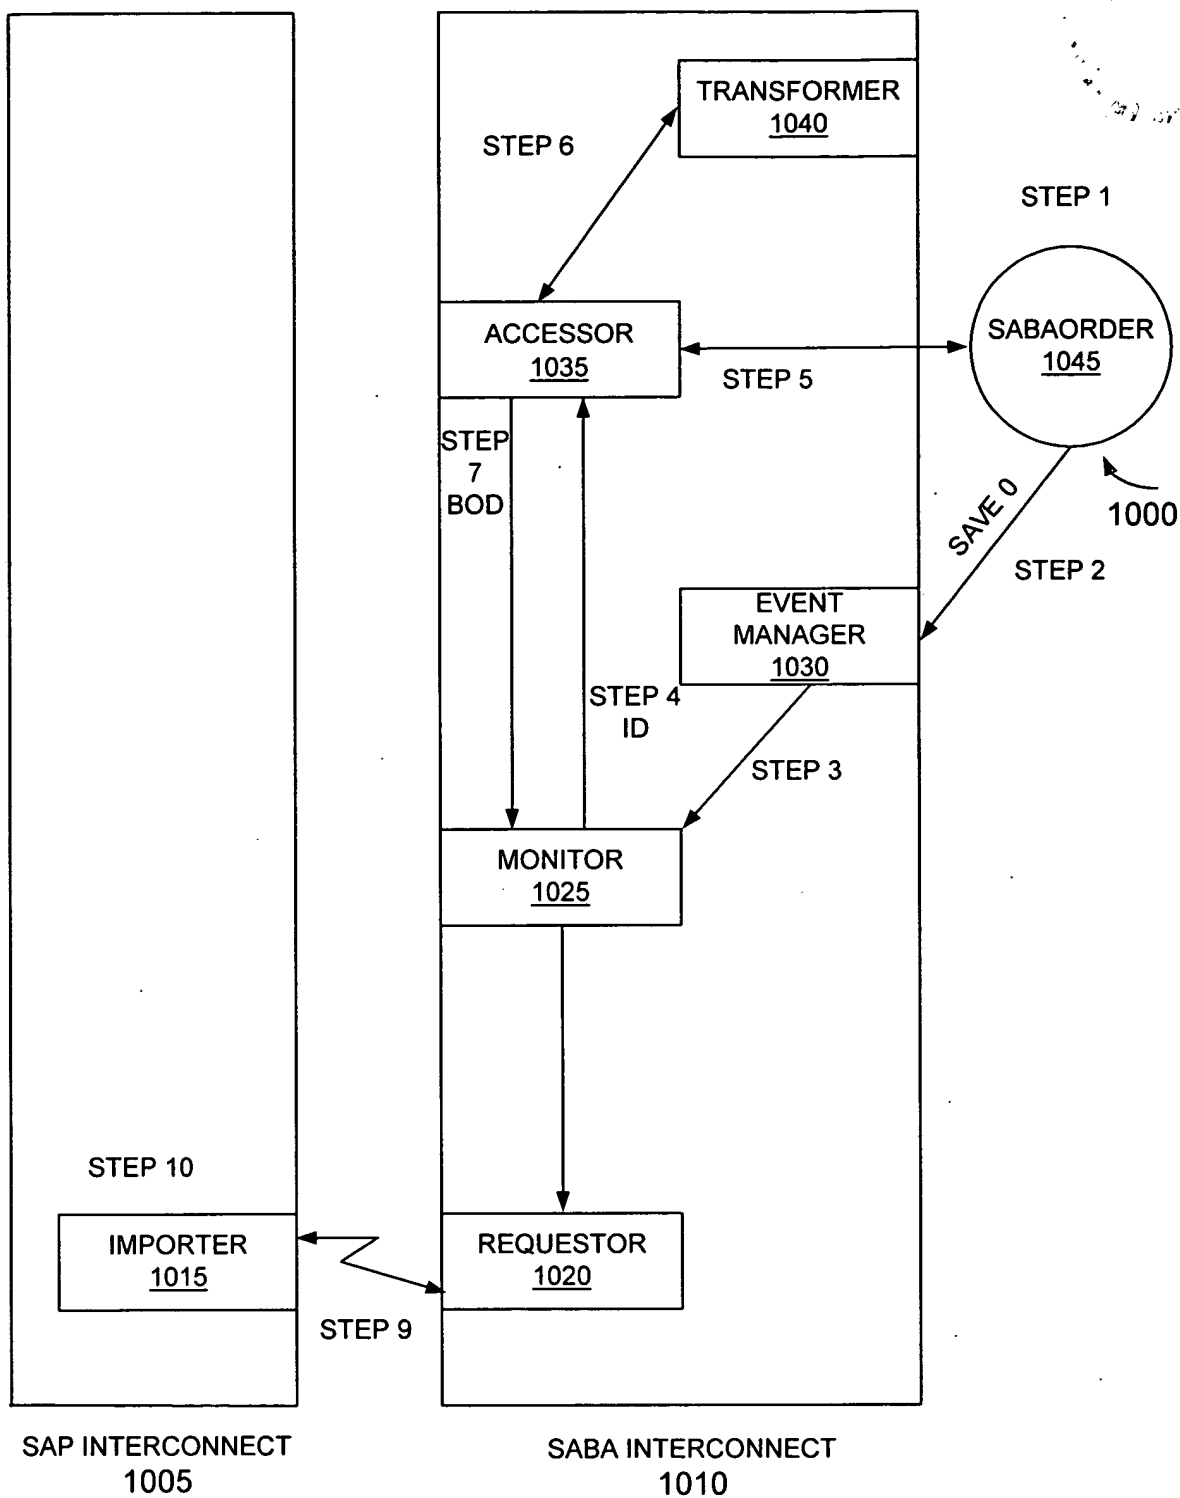 TRANSFORMER
1040
STEP 6
STEP 1
ACCESSOR
1035
SABAORDER
1045
STEP 5
STEP
7
BOD
SAVE 0
1000
STEP 2
EVENT
MANAGER
1030
STEP 4
ID
STEP 3
MONITOR
1025
STEP 10
IMPORTER
1015
REQUESTOR
1020
STEP 9
SAP INTERCONNECT
1005
SABA INTERCONNECT
1010